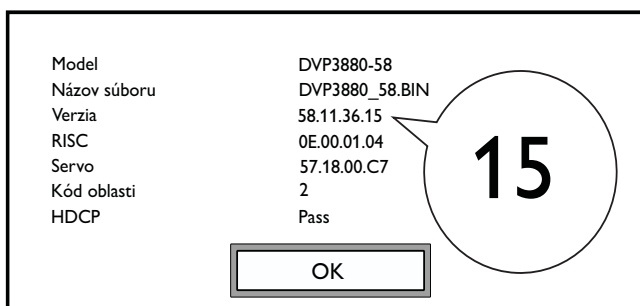 Model DVP3880-58
Názov súboru DVP3880_58.BIN
Verzia 58.11.36.15
RISC 0E.00.01.04
Servo 57.18.00.C7
Kód oblasti 2
HDCP Pass
15
OK